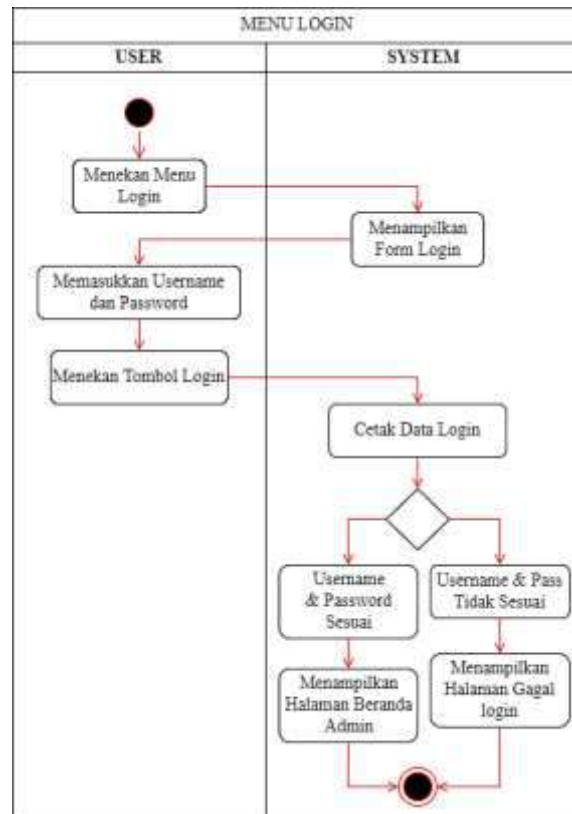 MENU LOGIN
USER
SYSTEM
Menekan Menu
Login
Menampilkan
Form Login
Memasukkan Username
dan Password
Menekan Tombol Login
Cetak Data Login
Username
& Password
Sesuai
Username & Pass
Tidak Sesuai
Menampilkan
Halaman Beranda
Admin
Menampilkan
Halaman Gagal
login